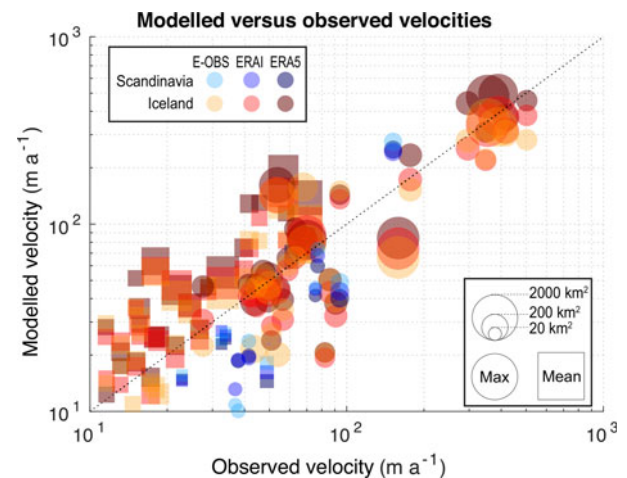 Modelled versus observed velocities
10³
E-OBS ERAI ERA5
Scandinavia
Iceland
Modelled velocity (m a⁻¹)
10²
2000 km²
200 km²
20 km²
Max Mean
10¹
10¹ 10² 10³
Observed velocity (m a⁻¹)